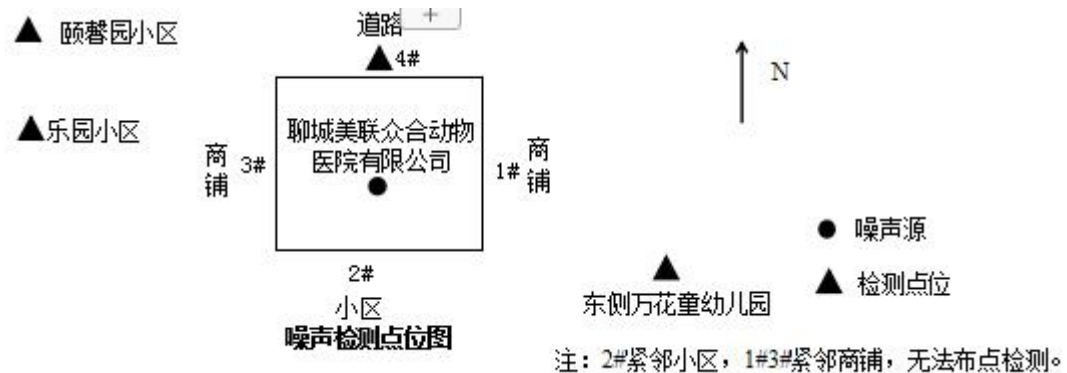 颐馨园小区
道路
+
4#
N
乐园小区
聊城美联众合动物
医院有限公司
商铺
3#
1#
商铺
2#
小区
噪声检测点位图
噪声源
检测点位
东侧万花童幼儿园
注：2#紧邻小区，1#3#紧邻商铺，无法布点检测。